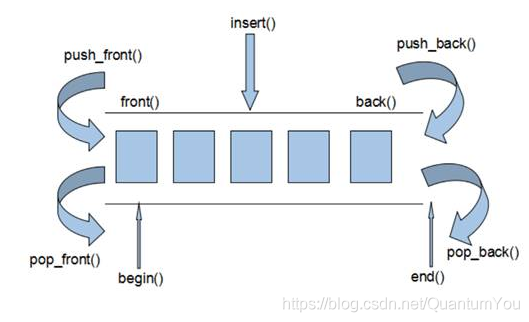 insert()
push_front()
push_back()
front()
back()
pop_front()
pop_back()
begin()
end()
https://blog.csdn.net/QuantumYou